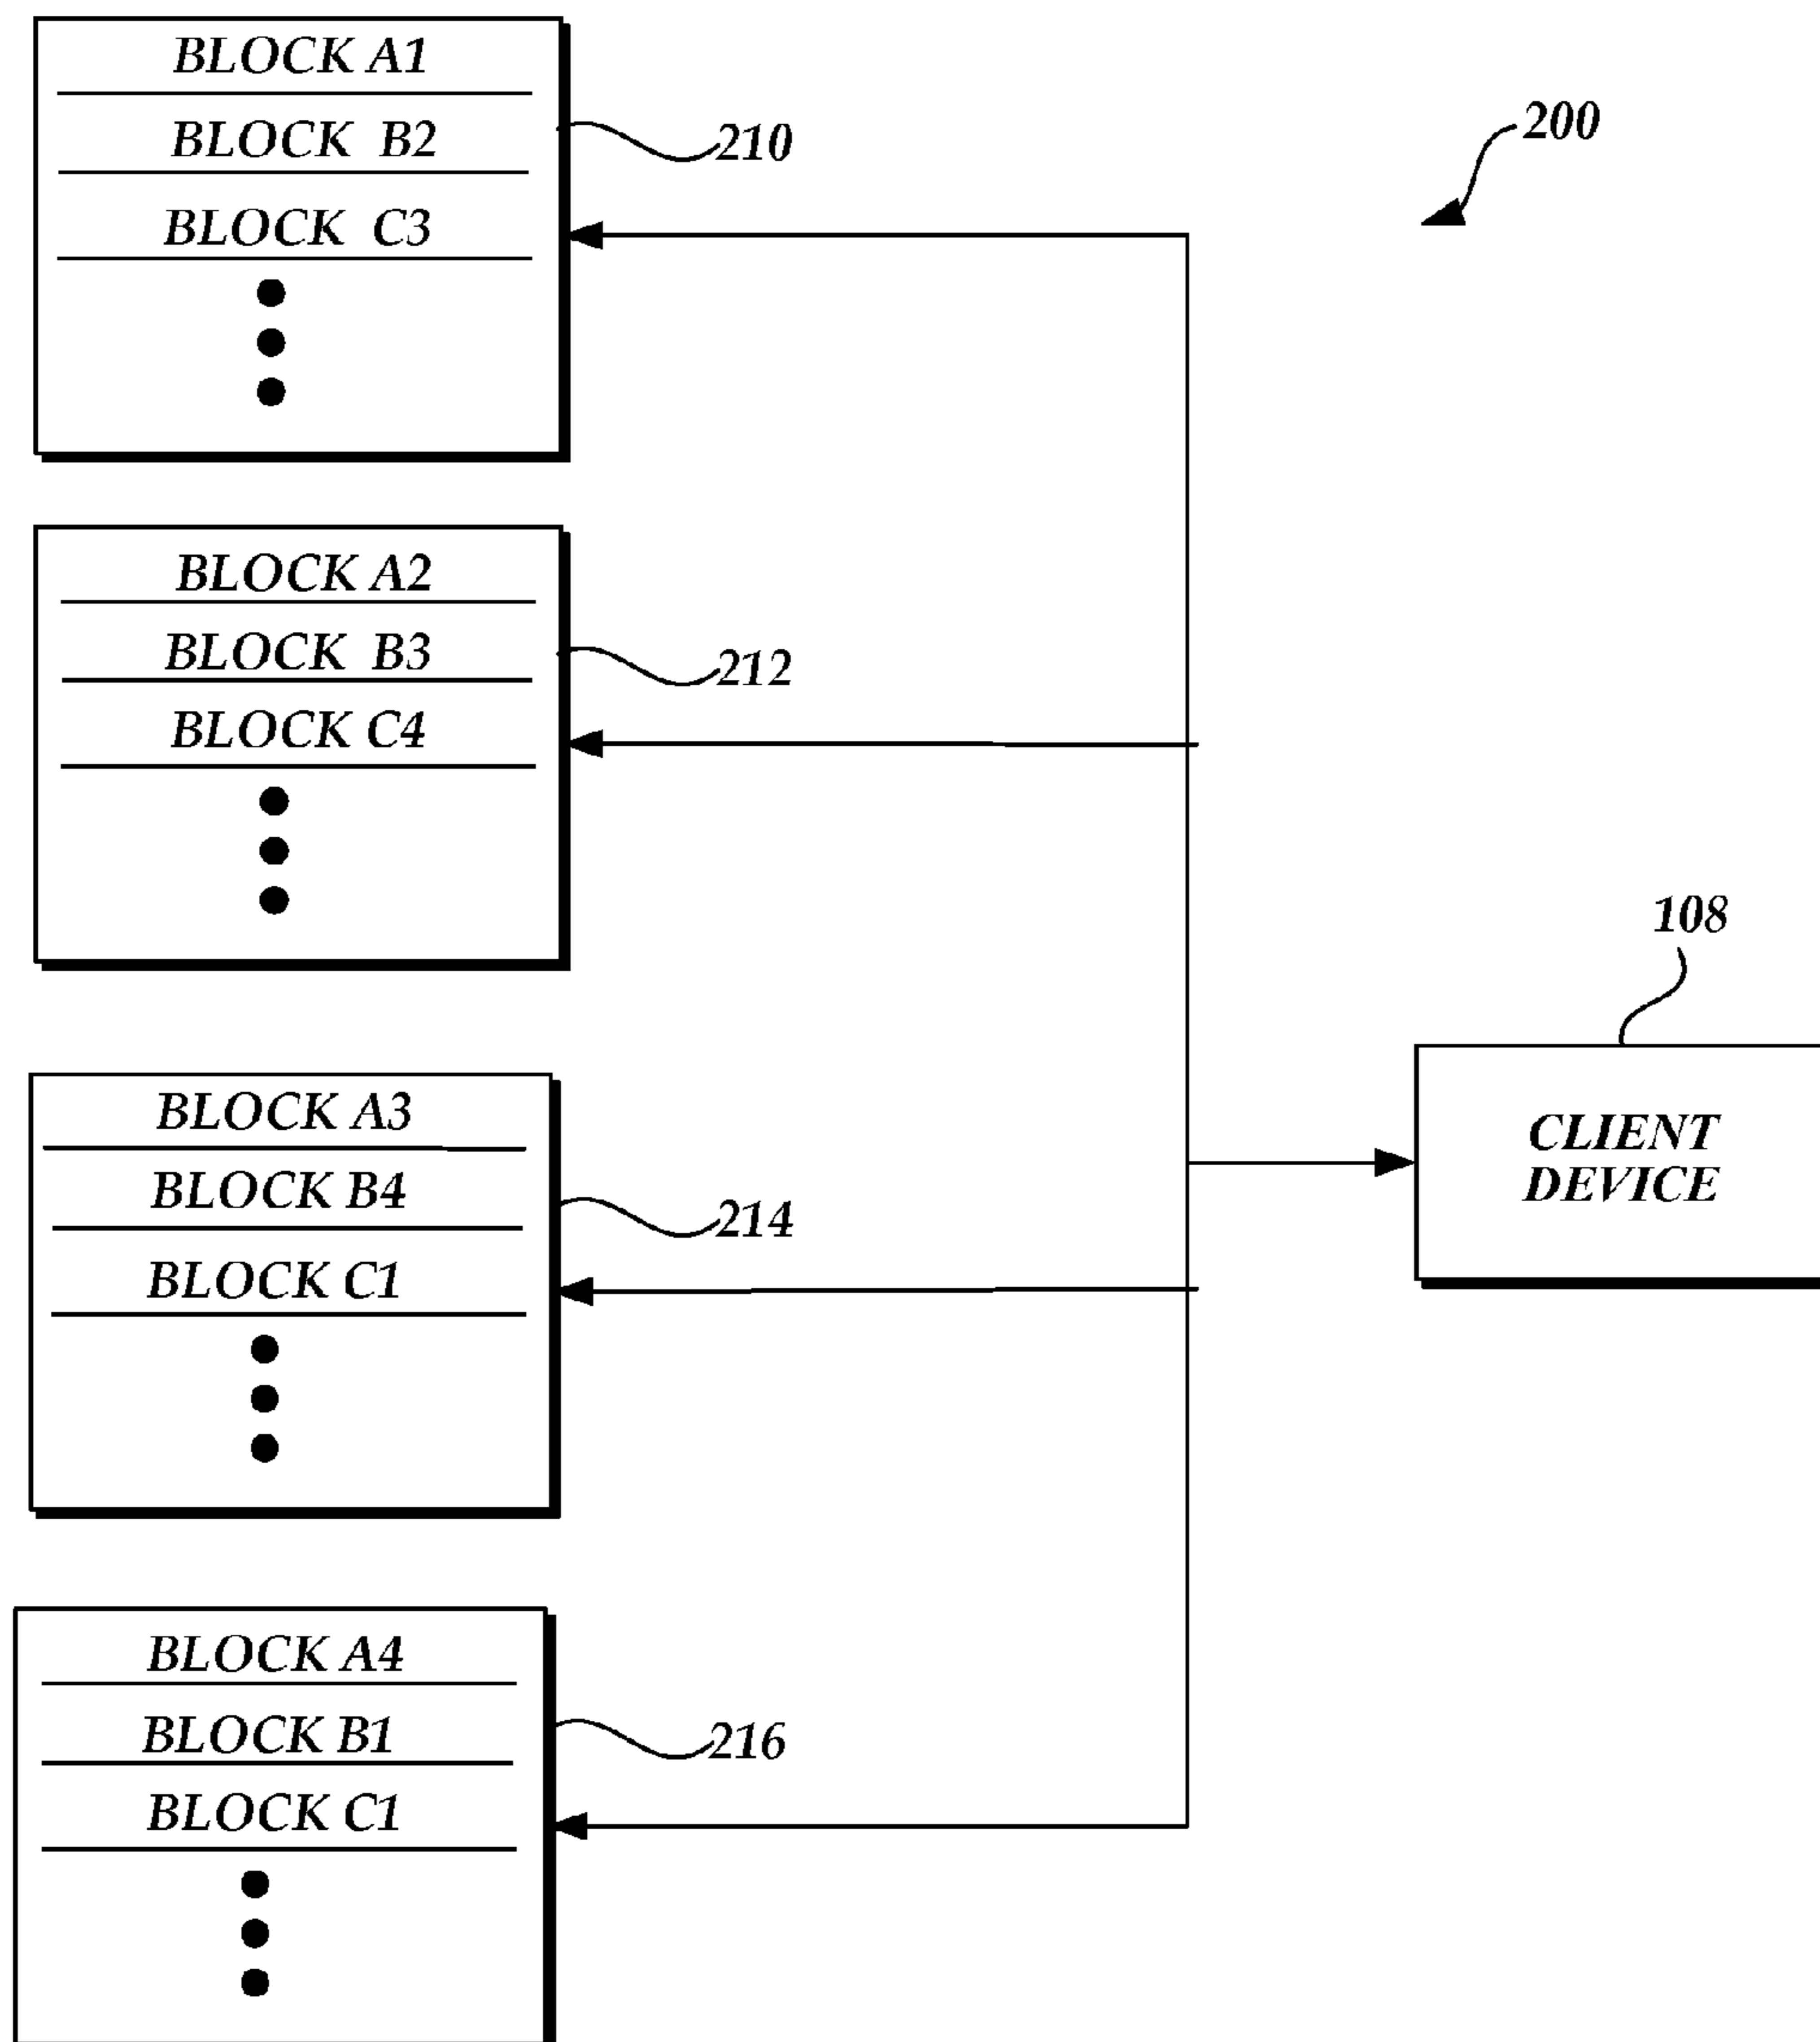 BLOCK A1
BLOCK B2
BLOCK C3
210
200
BLOCK A2
BLOCK B3
BLOCK C4
212
108
CLIENT
DEVICE
BLOCK A3
BLOCK B4
BLOCK C1
214
BLOCK A4
BLOCK B1
BLOCK C1
216